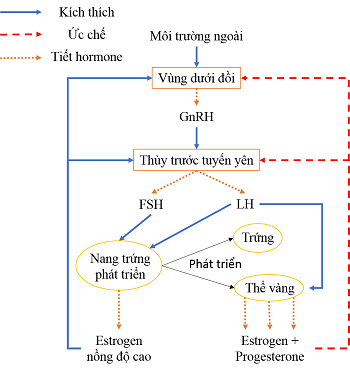 Kích thích
Ức chế
Tiết hormone
Môi trường ngoài
Vùng dưới đồi
GnRH
Thùy trước tuyến yên
FSH
LH
Nang trứng
phát triển
Phát triển
Trứng
Thể vàng
Estrogen
nồng độ cao
Estrogen +
Progesterone